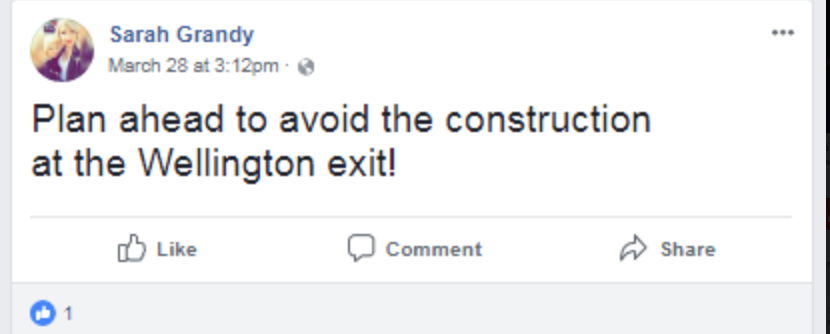 Sarah Grandy
March 28 at 3:12pm ·
Plan ahead to avoid the construction
at the Wellington exit!
Like
Comment
Share
1